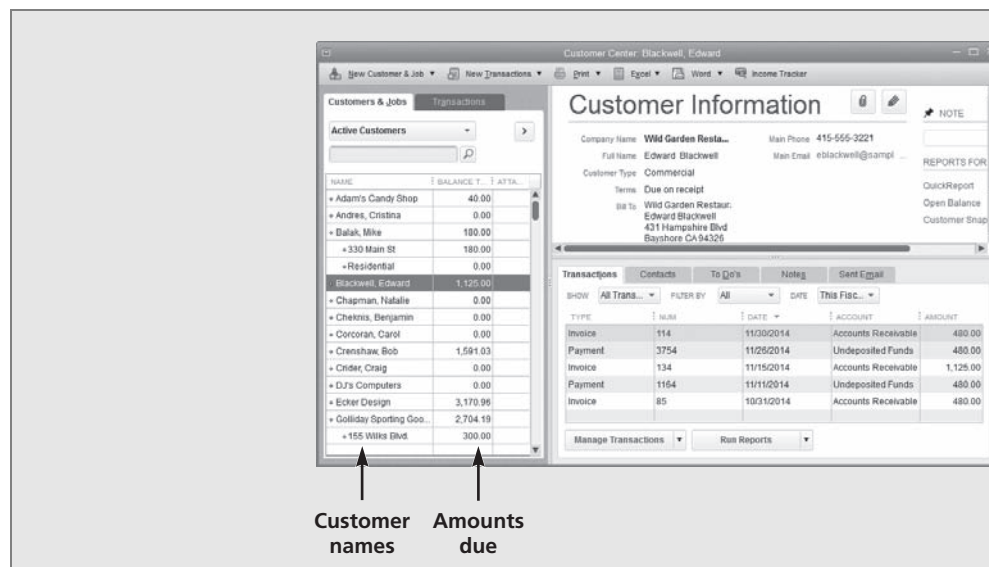 Customer Center: Blackwell, Edward
New Customer & Job New Transactions Print Excel Word Income Tracker
Customers & Jobs Transactions
Active Customers
NAME BALANCE T... ATTA...
Adam's Candy Shop 40.00
Andres, Cristina 0.00
Balak, Mike 180.00
330 Main St 180.00
Residential 0.00
Blackwell, Edward 1,125.00
Chapman, Natalie 0.00
Cheknis, Benjamin 0.00
Corcoran, Carol 0.00
Crenshaw, Bob 1,591.03
Crider, Craig 0.00
DJ's Computers 0.00
Ecker Design 3,170.96
Golliday Sporting Goo... 2,704.19
155 Wilks Blvd. 300.00
Customer Information
Company Name Wild Garden Resta...
Full Name Edward Blackwell
Customer Type Commercial
Terms Due on receipt
Bill To Wild Garden Restaur.
Edward Blackwell
431 Hampshire Blvd
Bayshore CA 94326
Main Phone 415-555-3221
Main Email eblackwell@sampl ...
NOTE
REPORTS FOR
QuickReport
Open Balance
Customer Snap
Transactions Contacts To Do's Notes Sent Email
SHOW All Trans... FILTER BY All DATE This Fisc...
TYPE NUM DATE ACCOUNT AMOUNT
Invoice 114 11/30/2014 Accounts Receivable 480.00
Payment 3754 11/26/2014 Undeposited Funds 480.00
Invoice 134 11/15/2014 Accounts Receivable 1,125.00
Payment 1164 11/11/2014 Undeposited Funds 480.00
Invoice 85 10/31/2014 Accounts Receivable 480.00
Manage Transactions Run Reports
Customer names
Amounts due